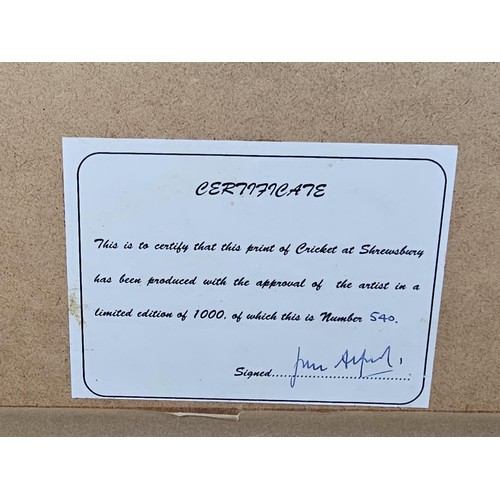 CERTIFICATE
This is to certify that this print of Cricket at Shrewsbury
has been produced with the approval of the artist in a
limited edition of 1000, of which this is Number 540.
Signed